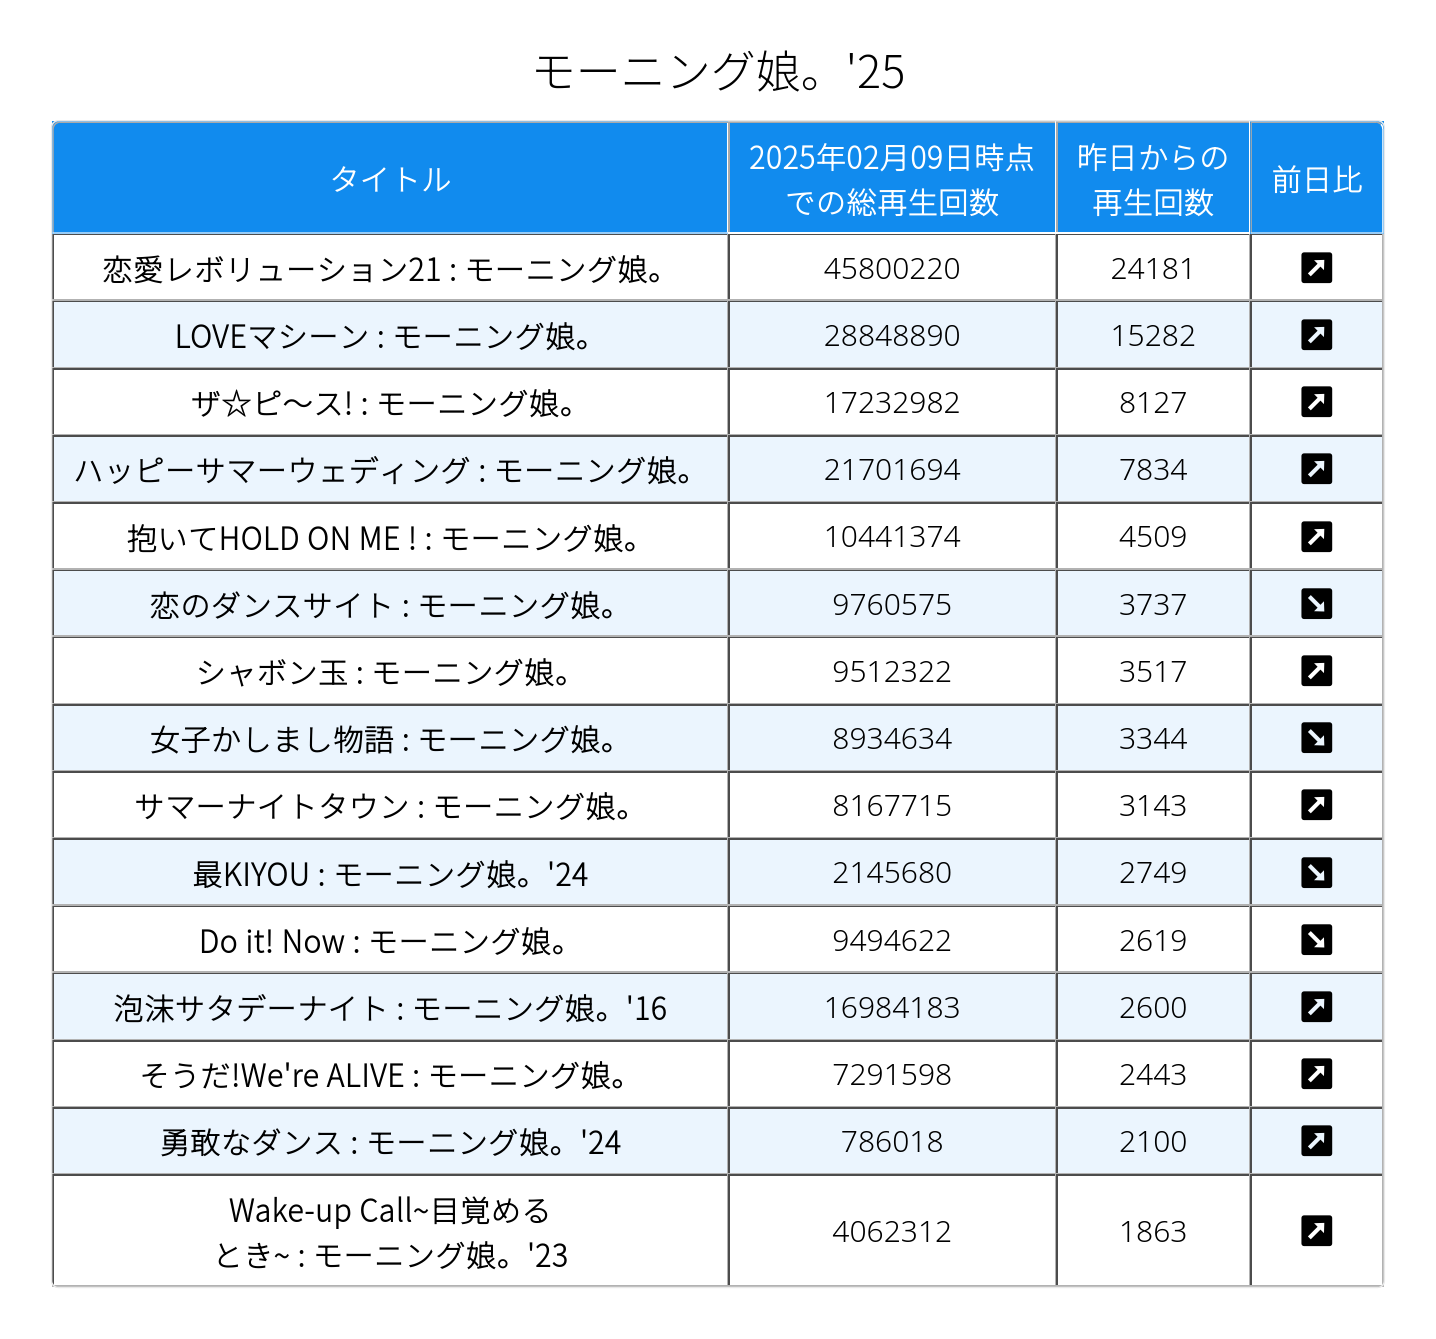 モーニング娘。'25
タイトル
2025年02月09日時点
での総再生回数
昨日からの
再生回数
前日比
恋愛レボリューション21 : モーニング娘。 45800220 24181
LOVEマシーン : モーニング娘。 28848890 15282
ザ☆ピ〜ス! : モーニング娘。 17232982 8127
ハッピーサマーウェディング : モーニング娘。 21701694 7834
抱いてHOLD ON ME ! : モーニング娘。 10441374 4509
恋のダンスサイト : モーニング娘。 9760575 3737
シャボン玉 : モーニング娘。 9512322 3517
女子かしまし物語 : モーニング娘。 8934634 3344
サマーナイトタウン : モーニング娘。 8167715 3143
最KIYOU : モーニング娘。'24 2145680 2749
Do it! Now : モーニング娘。 9494622 2619
泡沫サタデーナイト : モーニング娘。'16 16984183 2600
そうだ!We're ALIVE : モーニング娘。 7291598 2443
勇敢なダンス : モーニング娘。'24 786018 2100
Wake-up Call~目覚める
とき~ : モーニング娘。'23 4062312 1863